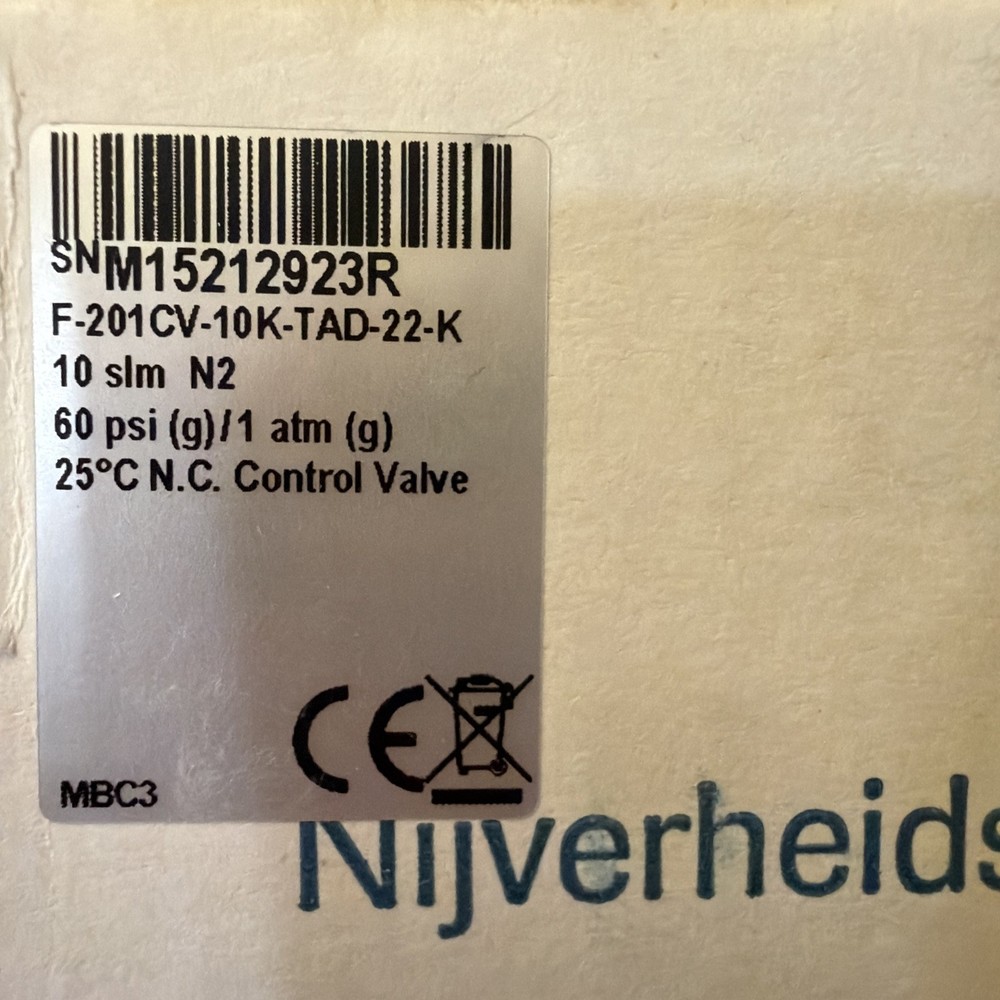 SN M15212923R
F-201CV-10K-TAD-22-K
10 slm N2
60 psi (g)/1 atm (g)
25°C N.C. Control Valve
CE
MBC3
Nijverheids